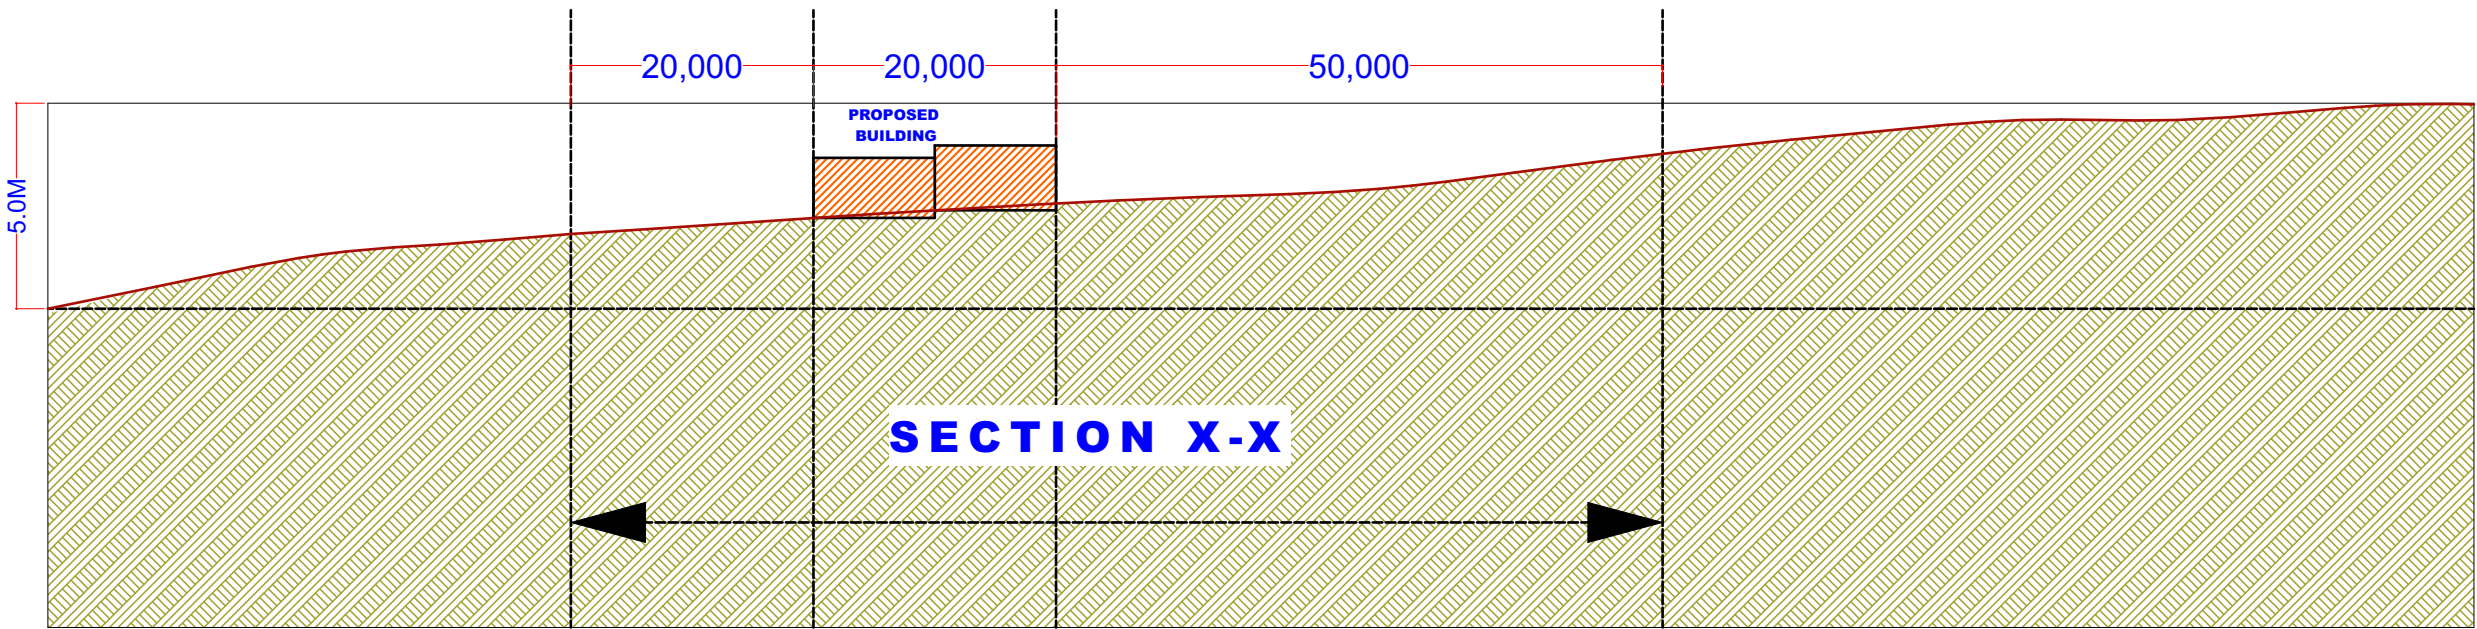 20,000
20,000
50,000
PROPOSED
BUILDING
5.0M
SECTION X-X